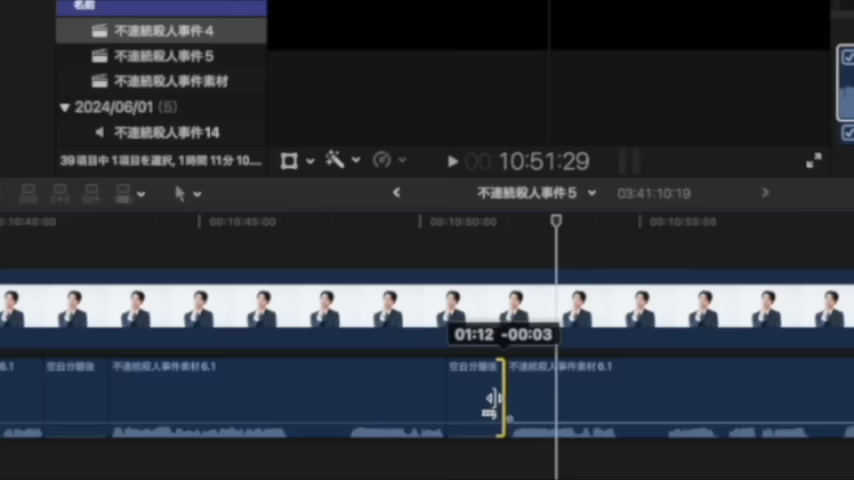 名前
不連続殺人事件4
不連続殺人事件5
不連続殺人事件素材
2024/06/01 (5)
不連続殺人事件14
39項目中 1項目を選択, 1時間 11分 10....
00 10:51:29
不連続殺人事件5 03:41:10:19
0:10:40:00 00:10:45:00 00:10:50:00 00:10:55:00
01:12 -00:03
6.1 空白分離後 不連続殺人事件素材6.1 空白分離後 不連続殺人事件素材6.1